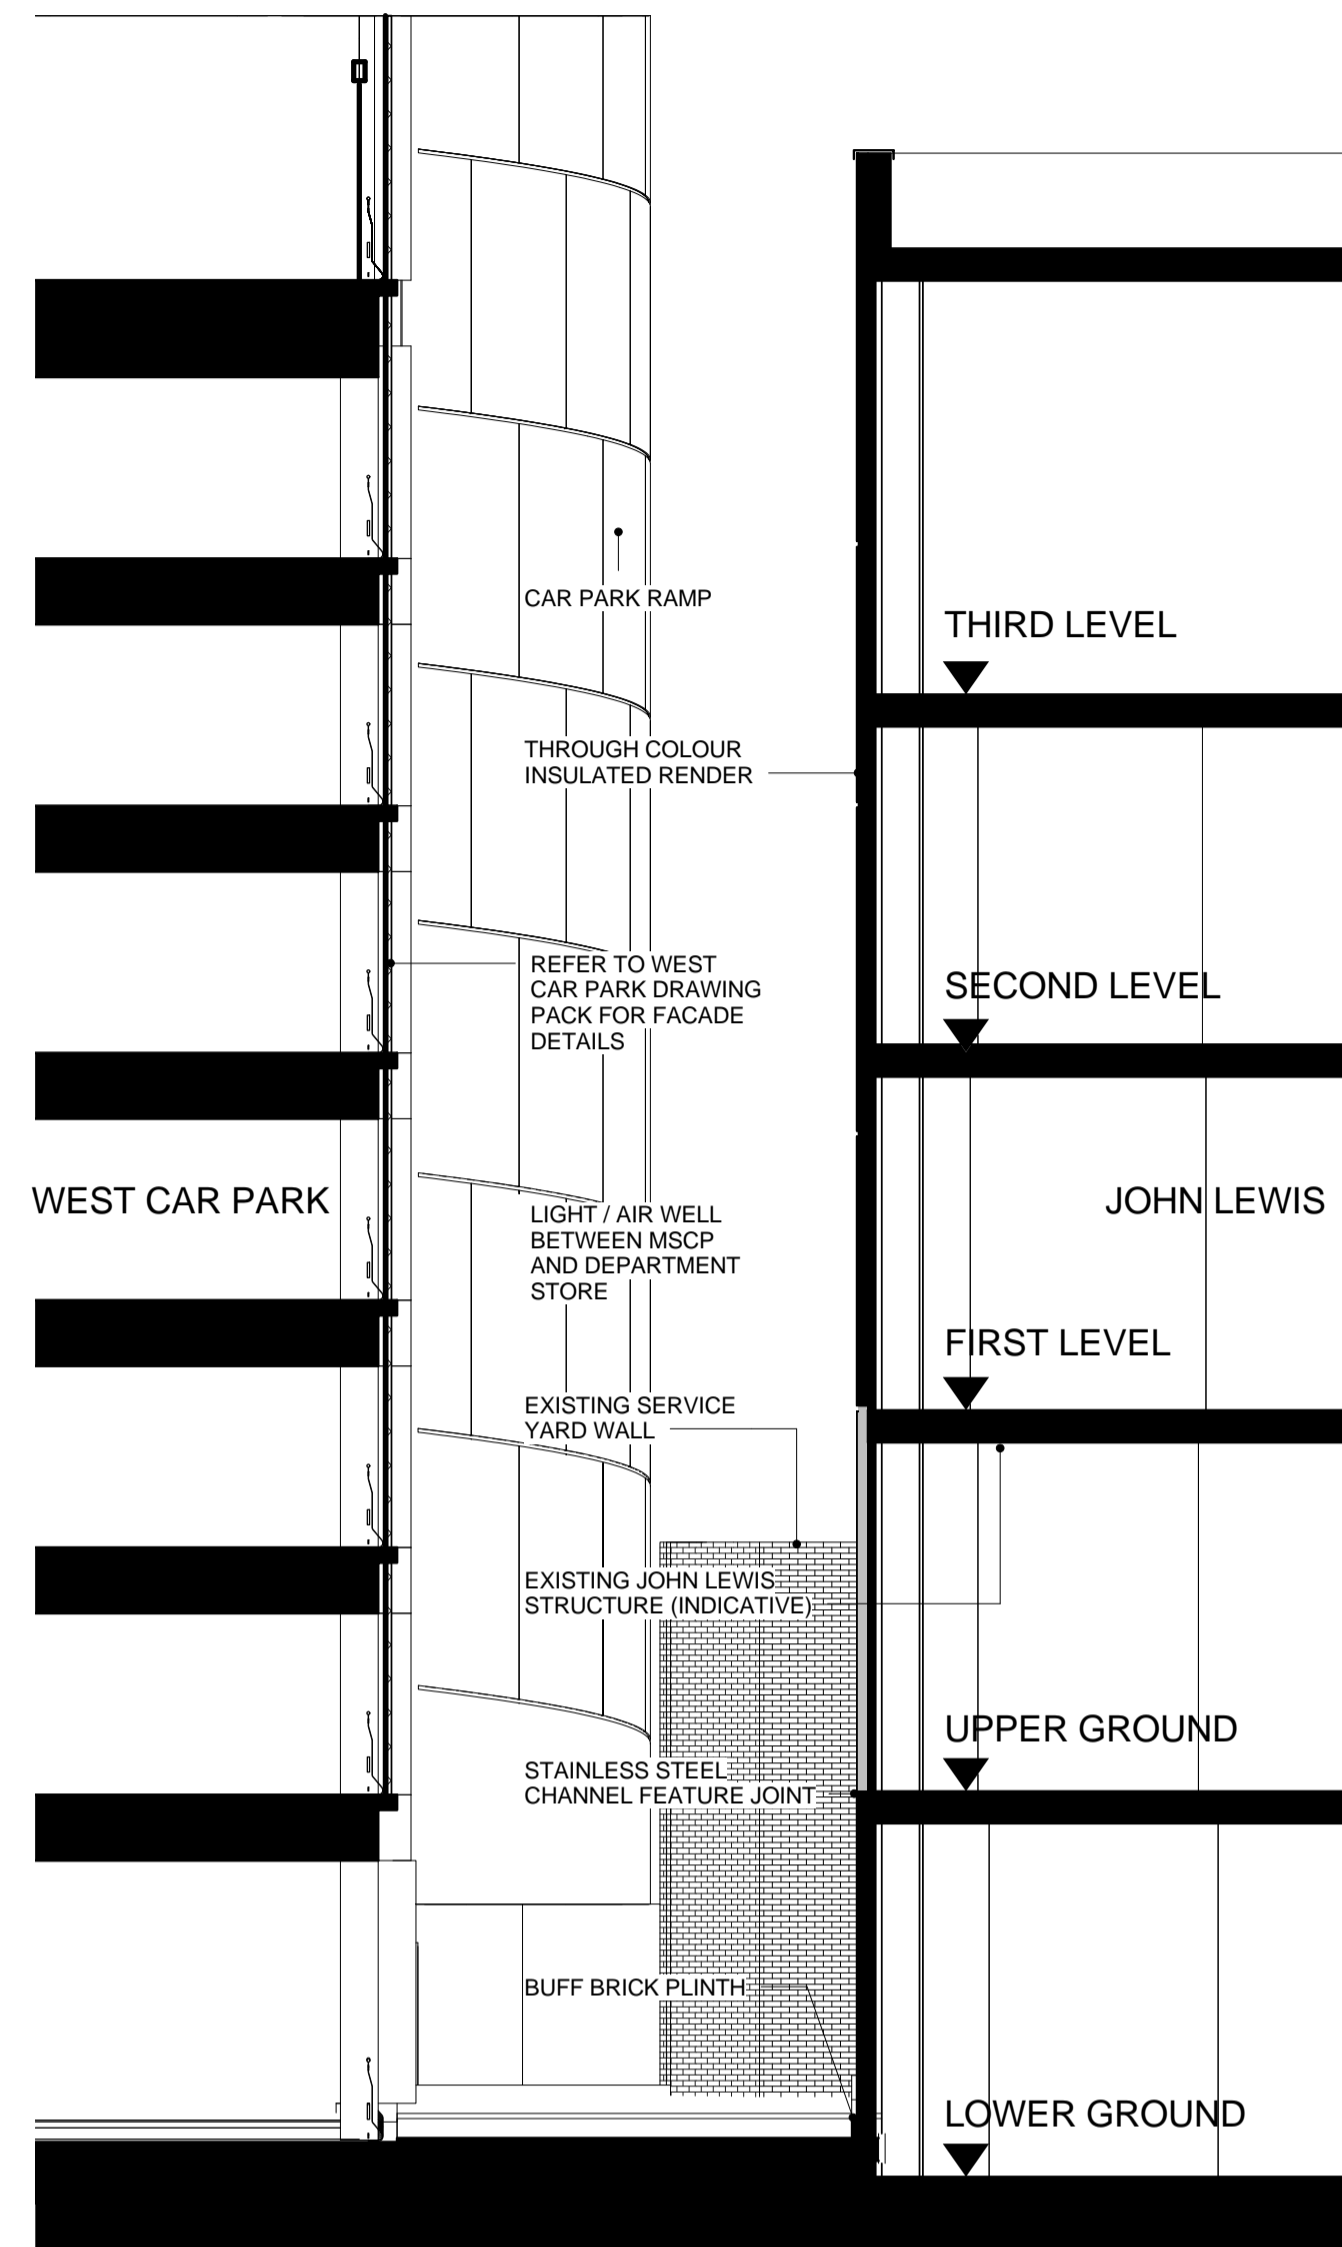 CAR PARK RAMP
THIRD LEVEL
THROUGH COLOUR
INSULATED RENDER
REFER TO WEST
CAR PARK DRAWING
PACK FOR FACADE
DETAILS
SECOND LEVEL
WEST CAR PARK
JOHN LEWIS
LIGHT / AIR WELL
BETWEEN MSCP
AND DEPARTMENT
STORE
FIRST LEVEL
EXISTING SERVICE
YARD WALL
EXISTING JOHN LEWIS
STRUCTURE (INDICATIVE)
UPPER GROUND
STAINLESS STEEL
CHANNEL FEATURE JOINT
BUFF BRICK PLINTH
LOWER GROUND